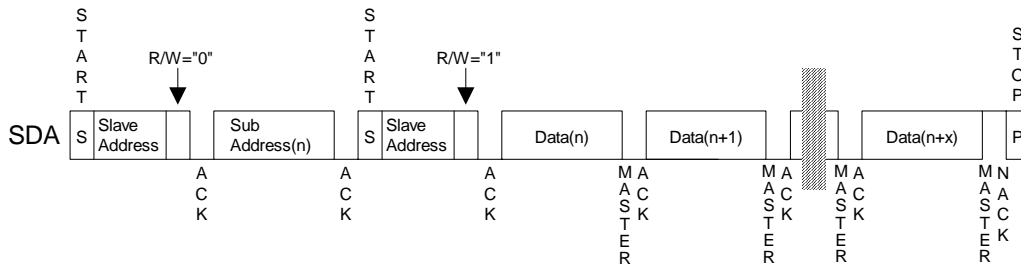 START
START
STOP
R/W="0"
R/W="1"
SDA
S
Slave
Address
Sub
Address(n)
S
Slave
Address
Data(n)
Data(n+1)
Data(n+x)
P
ACK
ACK
ACK
MASTER
ACK
MASTER
ACK
MASTER
ACK
MASTER
NACK